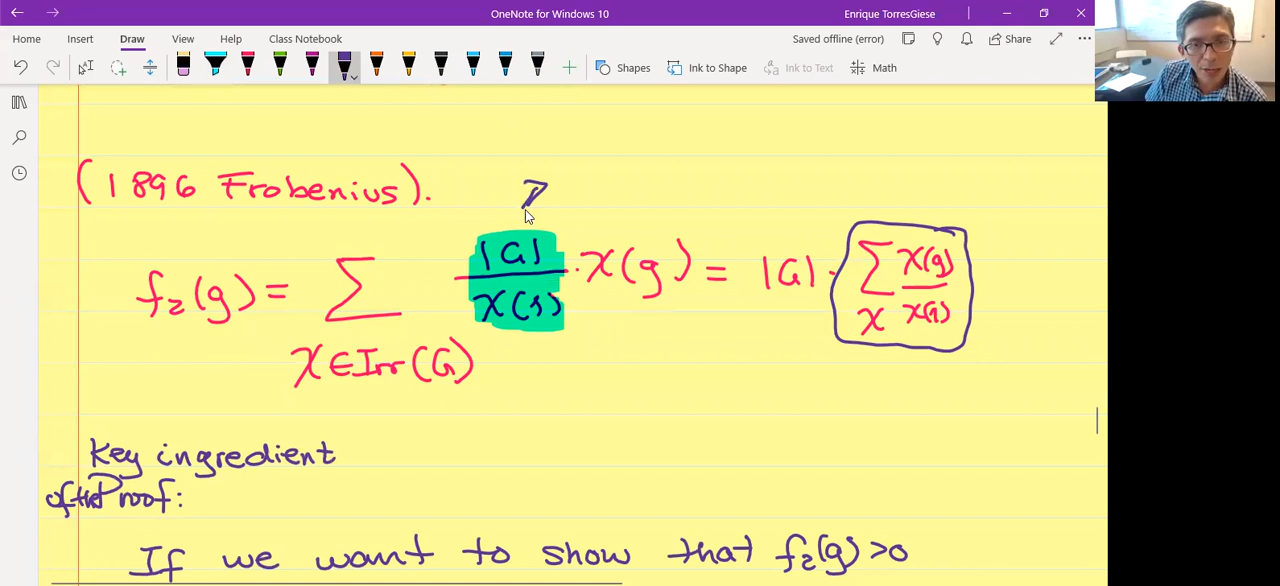 OneNote for Windows 10
Enrique TorresGiese
Home Insert Draw View Help Class Notebook
Saved offline (error) Share
Shapes Ink to Shape Ink to Text Math
(1896 Frobenius).
ℤ
f₂(g) = ∑ |G|/χ(1) · χ(g) = |G| · ∑ χ(g)/χ(1)
χ∈Irr(G) χ
Key ingredient
of the Proof:
If we want to show that f₂(g)>0